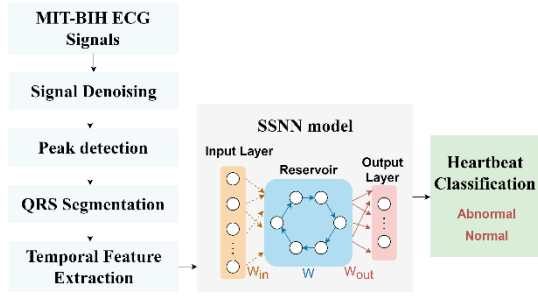 MIT-BIH ECG
Signals
Signal Denoising
Peak detection
QRS Segmentation
Temporal Feature
Extraction
SSNN model
Input Layer
Reservoir
Output
Layer
Win
W
Wout
Heartbeat
Classification
Abnormal
Normal